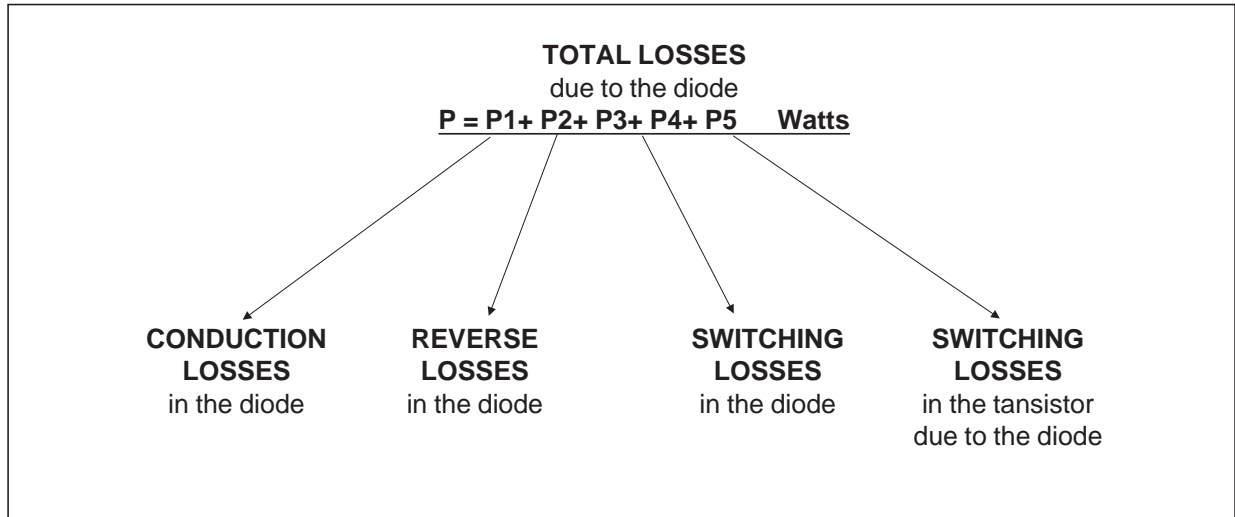 TOTAL LOSSES
due to the diode
P = P1+ P2+ P3+ P4+ P5 Watts
CONDUCTION
LOSSES
in the diode
REVERSE
LOSSES
in the diode
SWITCHING
LOSSES
in the diode
SWITCHING
LOSSES
in the tansistor
due to the diode